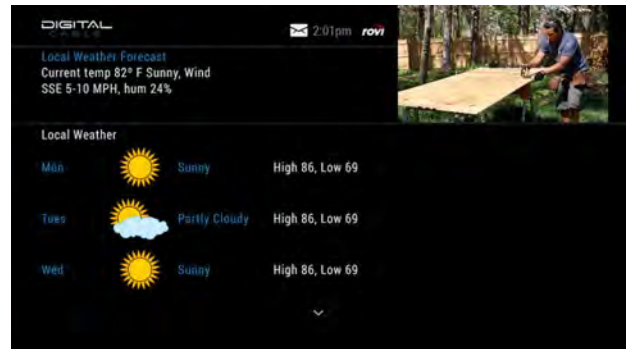 DIGITAL
CABLE
2:01pm rovi
Local Weather Forecast
Current temp 82° F Sunny, Wind
SSE 5-10 MPH, hum 24%
Local Weather
Mon Sunny High 86, Low 69
Tues Partly Cloudy High 86, Low 69
Wed Sunny High 86, Low 69